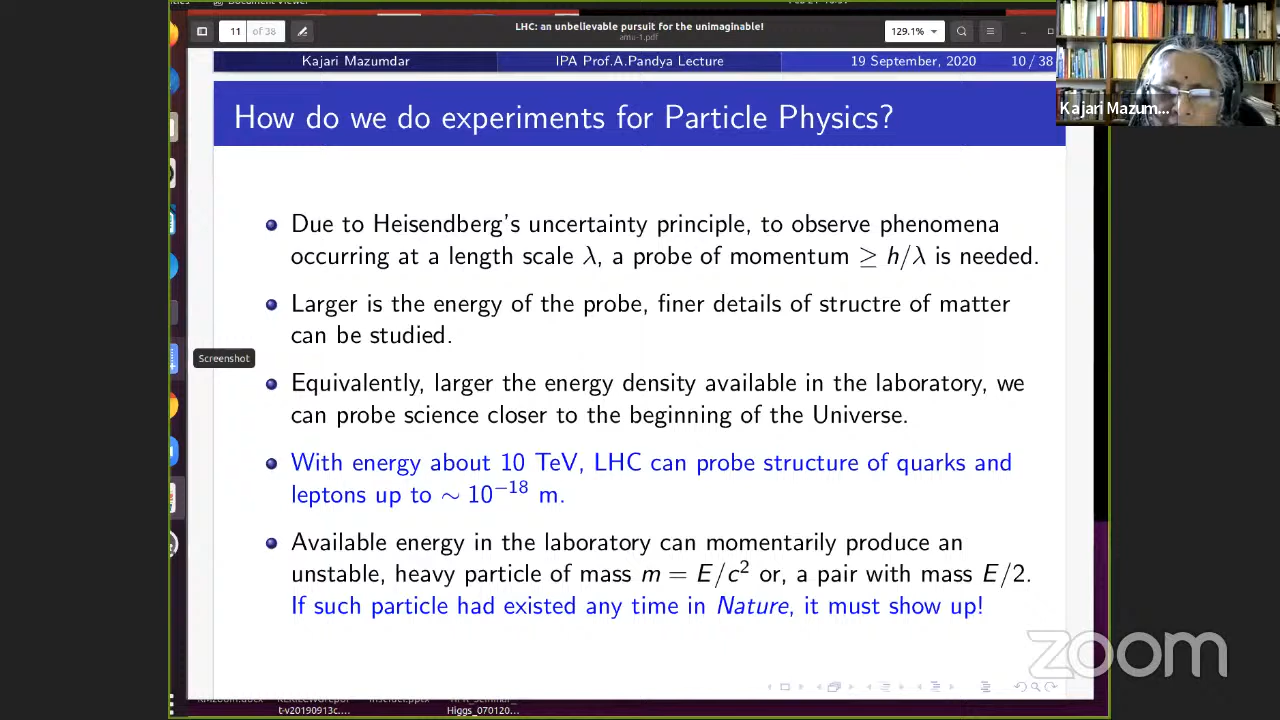 Document Viewer
11
of 38
LHC: an unbelievable pursuit for the unimaginable!
antu-1.pdf
129.1%
Kajari Mazumdar
IPA Prof.A.Pandya Lecture
19 September, 2020
10 / 38
Kajari Mazum...
How do we do experiments for Particle Physics?
Due to Heisendberg's uncertainty principle, to observe phenomena
occurring at a length scale λ, a probe of momentum ≥ h/λ is needed.
Larger is the energy of the probe, finer details of structre of matter
can be studied.
Screenshot
Equivalently, larger the energy density available in the laboratory, we
can probe science closer to the beginning of the Universe.
With energy about 10 TeV, LHC can probe structure of quarks and
leptons up to ∼ 10⁻¹⁸ m.
Available energy in the laboratory can momentarily produce an
unstable, heavy particle of mass m = E/c² or, a pair with mass E/2.
If such particle had existed any time in Nature, it must show up!
zoom
t-v20190913c....
Higgs_070120...